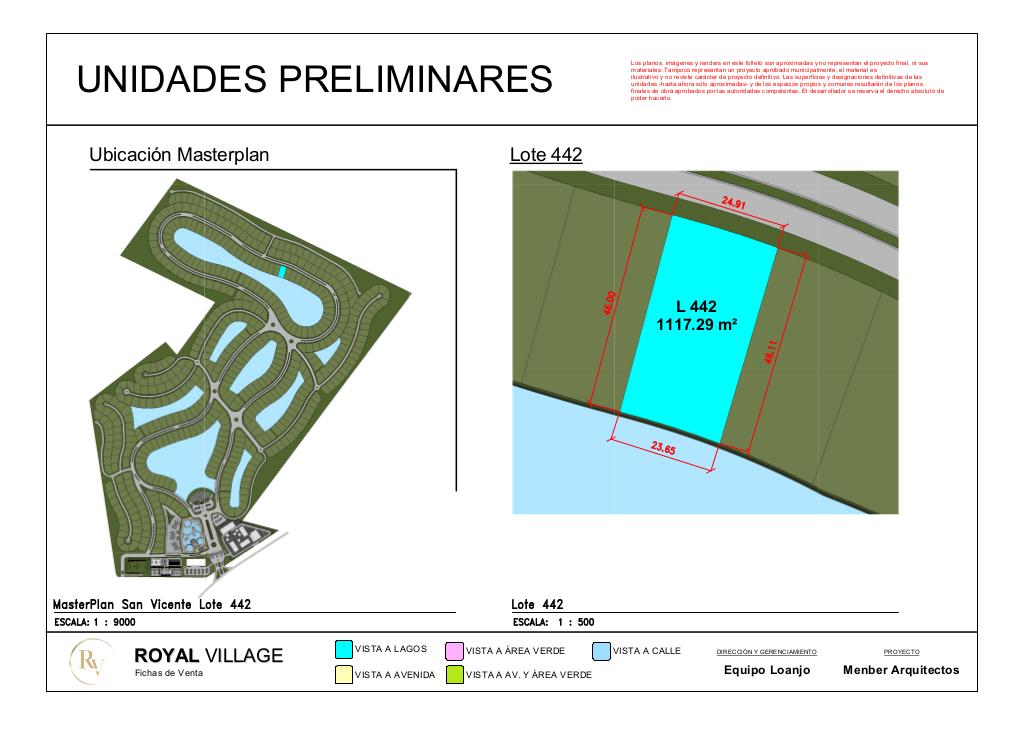 UNIDADES PRELIMINARES
Los planos, imágenes y renders en este folleto son aproximadas y no representan el proyecto final, ni sus
materiales. Tampoco representan un proyecto aprobado municipalmente, el material es
ilustrativo y no reviste carácter de proyecto definitivo. Las superficies y designaciones definitivas de las
unidades -hasta ahora sólo aproximadas- y de los espacios propios y comunes resultarán de los planos
finales de obra aprobados por las autoridades competentes. El desarrollador se reserva el derecho absoluto de
poder hacerlo.
Ubicación Masterplan
Lote 442
24.91
46.00
L 442
1117.29 m²
46.11
23.65
MasterPlan San Vicente Lote 442
ESCALA: 1 : 9000
Lote 442
ESCALA: 1 : 500
RV
ROYAL VILLAGE
Fichas de Venta
VISTA A LAGOS
VISTA A ÁREA VERDE
VISTA A CALLE
VISTA A AVENIDA
VISTA A AV. Y ÁREA VERDE
DIRECCIÓN Y GERENCIAMIENTO
Equipo Loanjo
PROYECTO
Menber Arquitectos